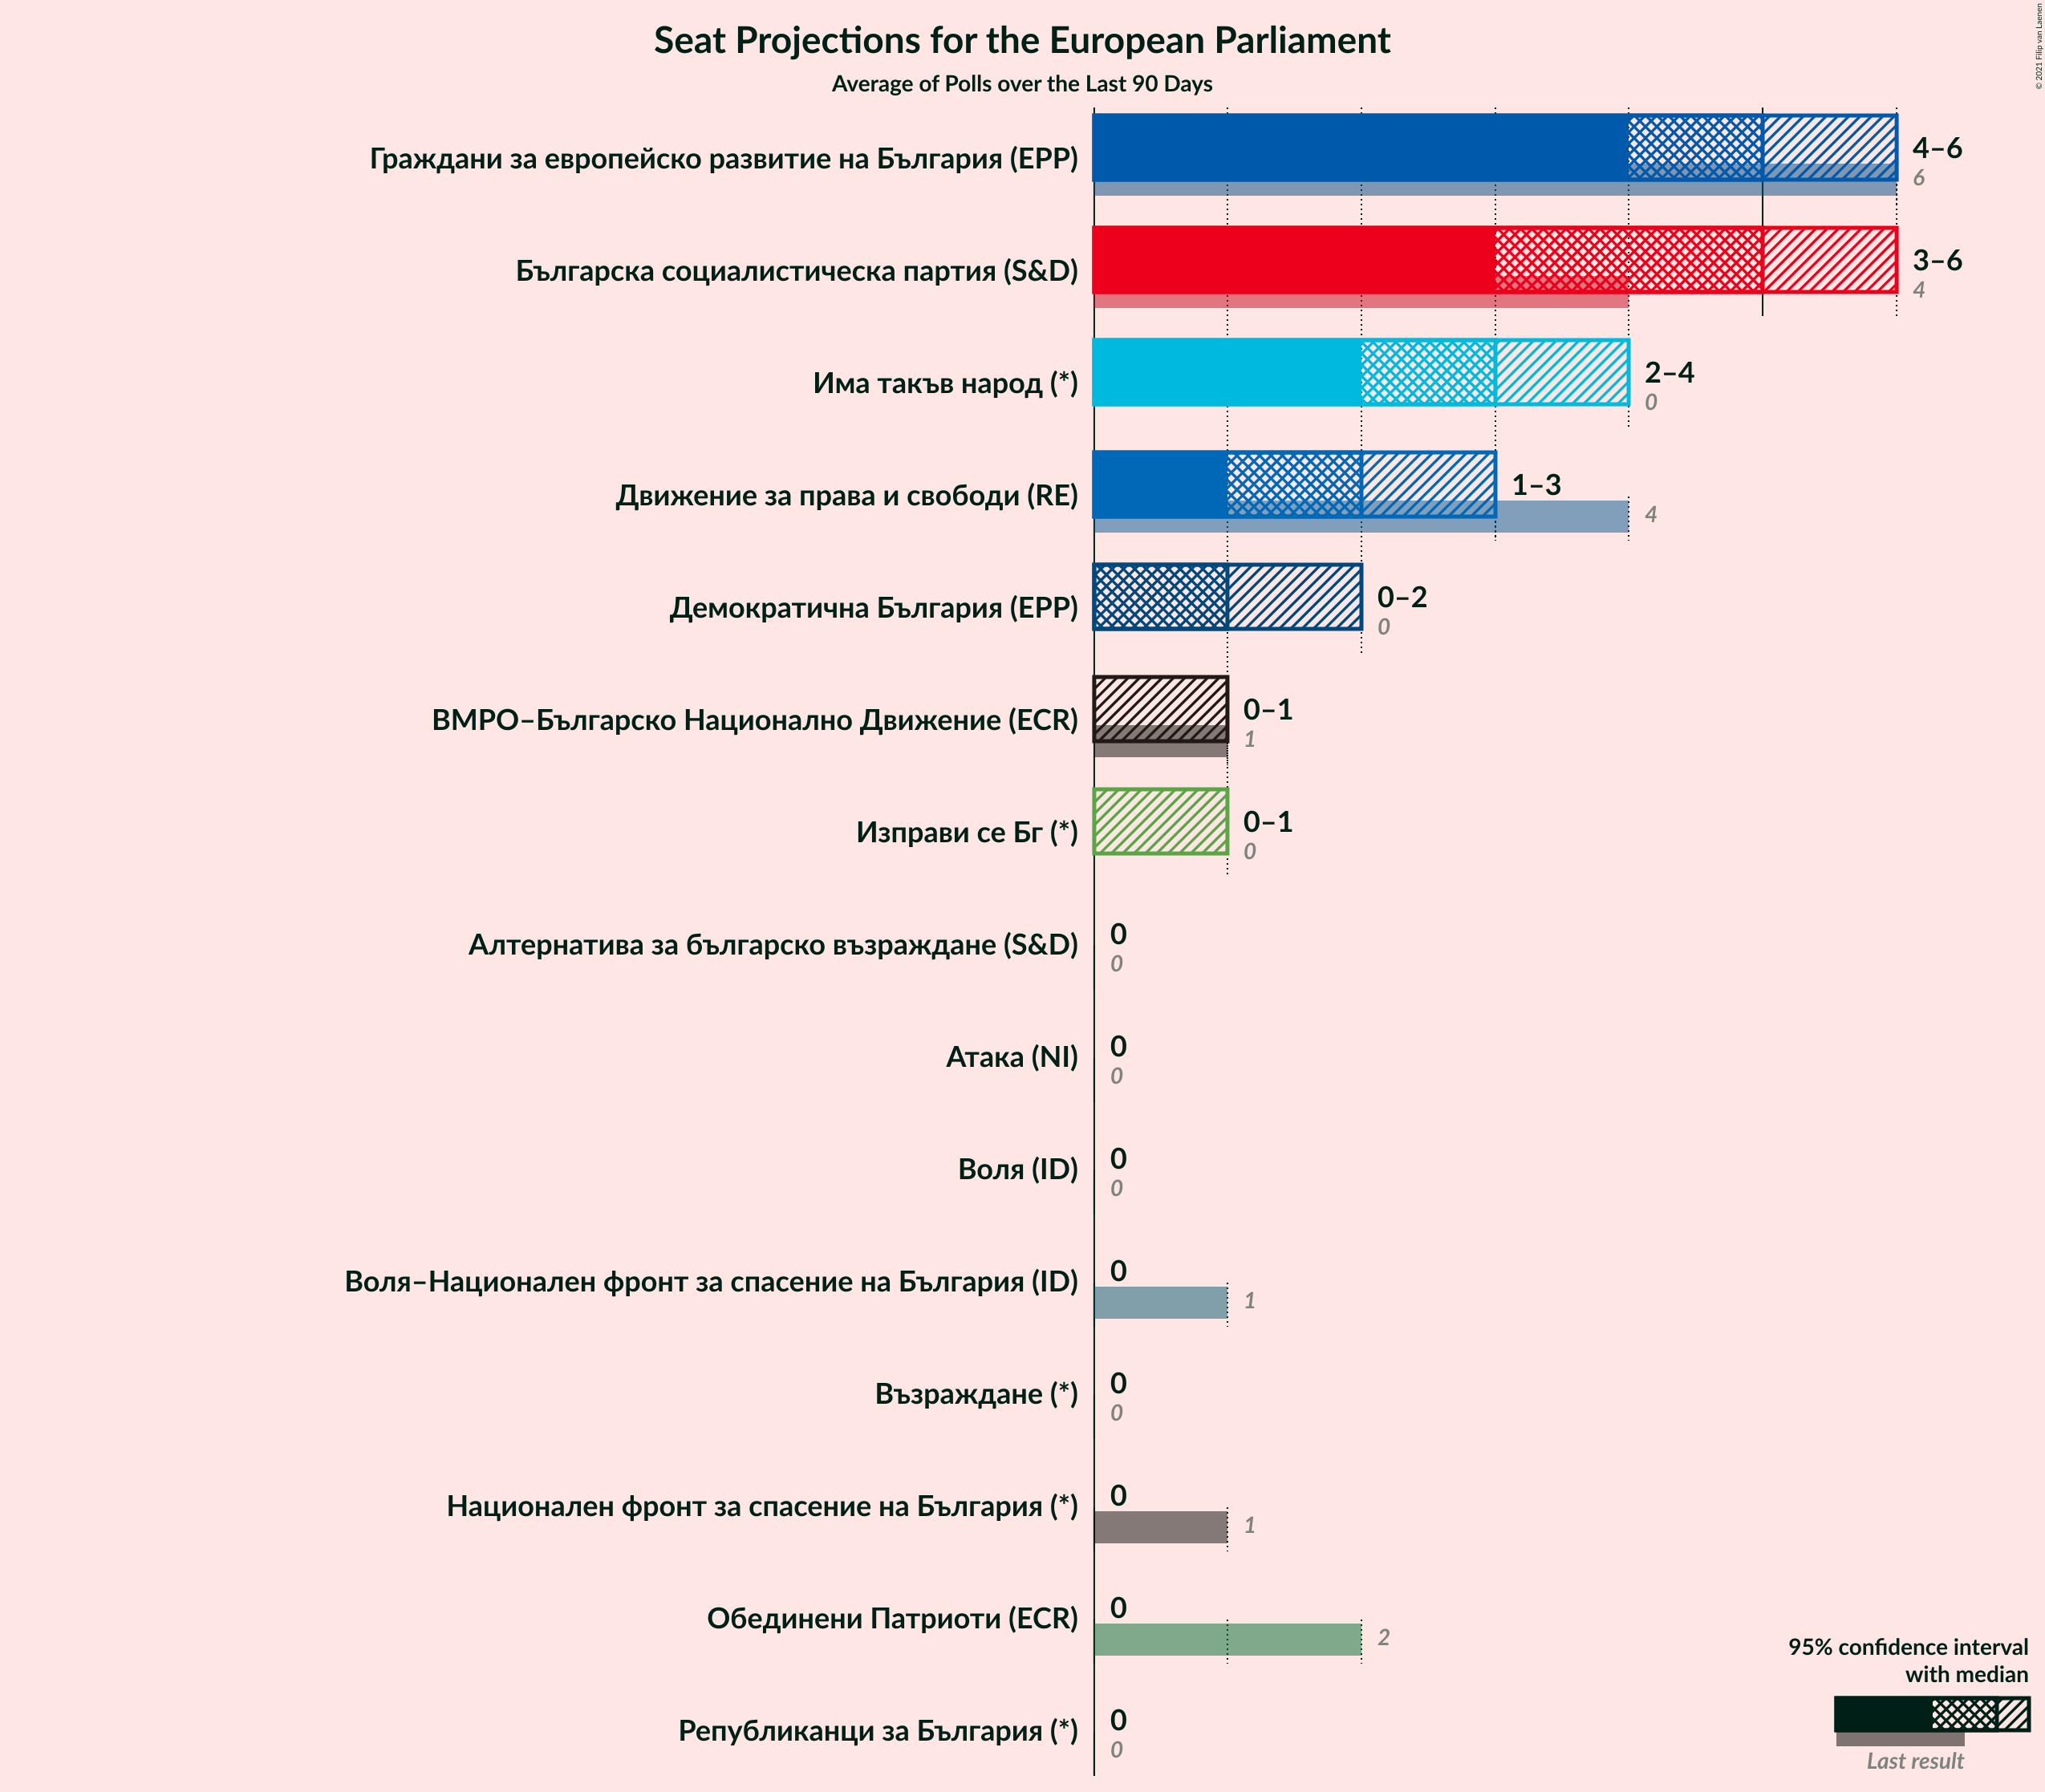 Seat Projections for the European Parliament
Average of Polls over the Last 90 Days
© 2021 Filip van Laenen
Граждани за европейско развитие на България (EPP)
4–6
6
Българска социалистическа партия (S&D)
3–6
4
Има такъв народ (*)
2–4
0
Движение за права и свободи (RE)
1–3
4
Демократична България (EPP)
0–2
0
ВМРО–Българско Национално Движение (ECR)
0–1
1
Изправи се Бг (*)
0–1
0
Алтернатива за българско възраждане (S&D)
0
0
Атака (NI)
0
0
Воля (ID)
0
0
Воля–Национален фронт за спасение на България (ID)
0
1
Възраждане (*)
0
0
Национален фронт за спасение на България (*)
0
1
Обединени Патриоти (ECR)
0
2
Републиканци за България (*)
0
0
95% confidence interval
with median
Last result